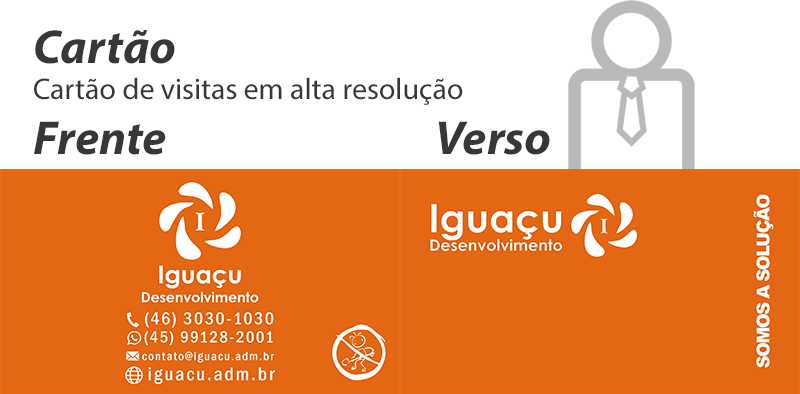 Cartão
Cartão de visitas em alta resolução
Frente
Verso
I
Iguaçu
Desenvolvimento
(46) 3030-1030
(45) 99128-2001
contato@iguacu.adm.br
iguacu.adm.br
Iguaçu
Desenvolvimento
I
SOMOS A SOLUÇÃO